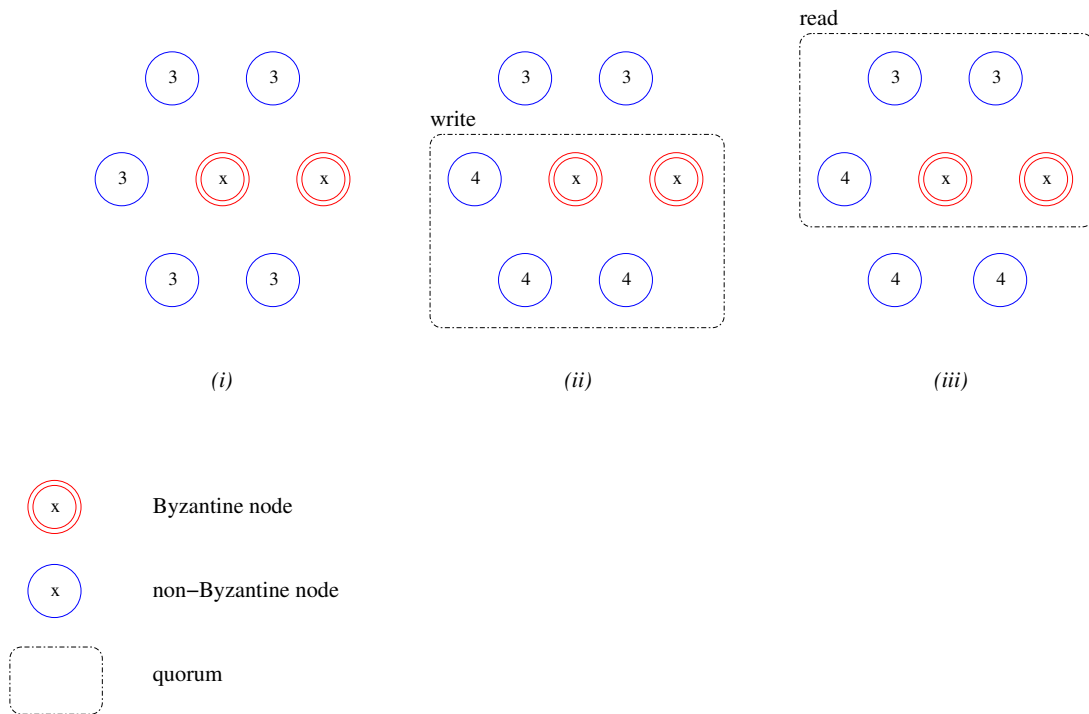 read
3 3 3 3 3 3
write
3 x x 4 x x 4 x x
3 3 4 4 4 4
(i) (ii) (iii)
x Byzantine node
x non−Byzantine node
quorum